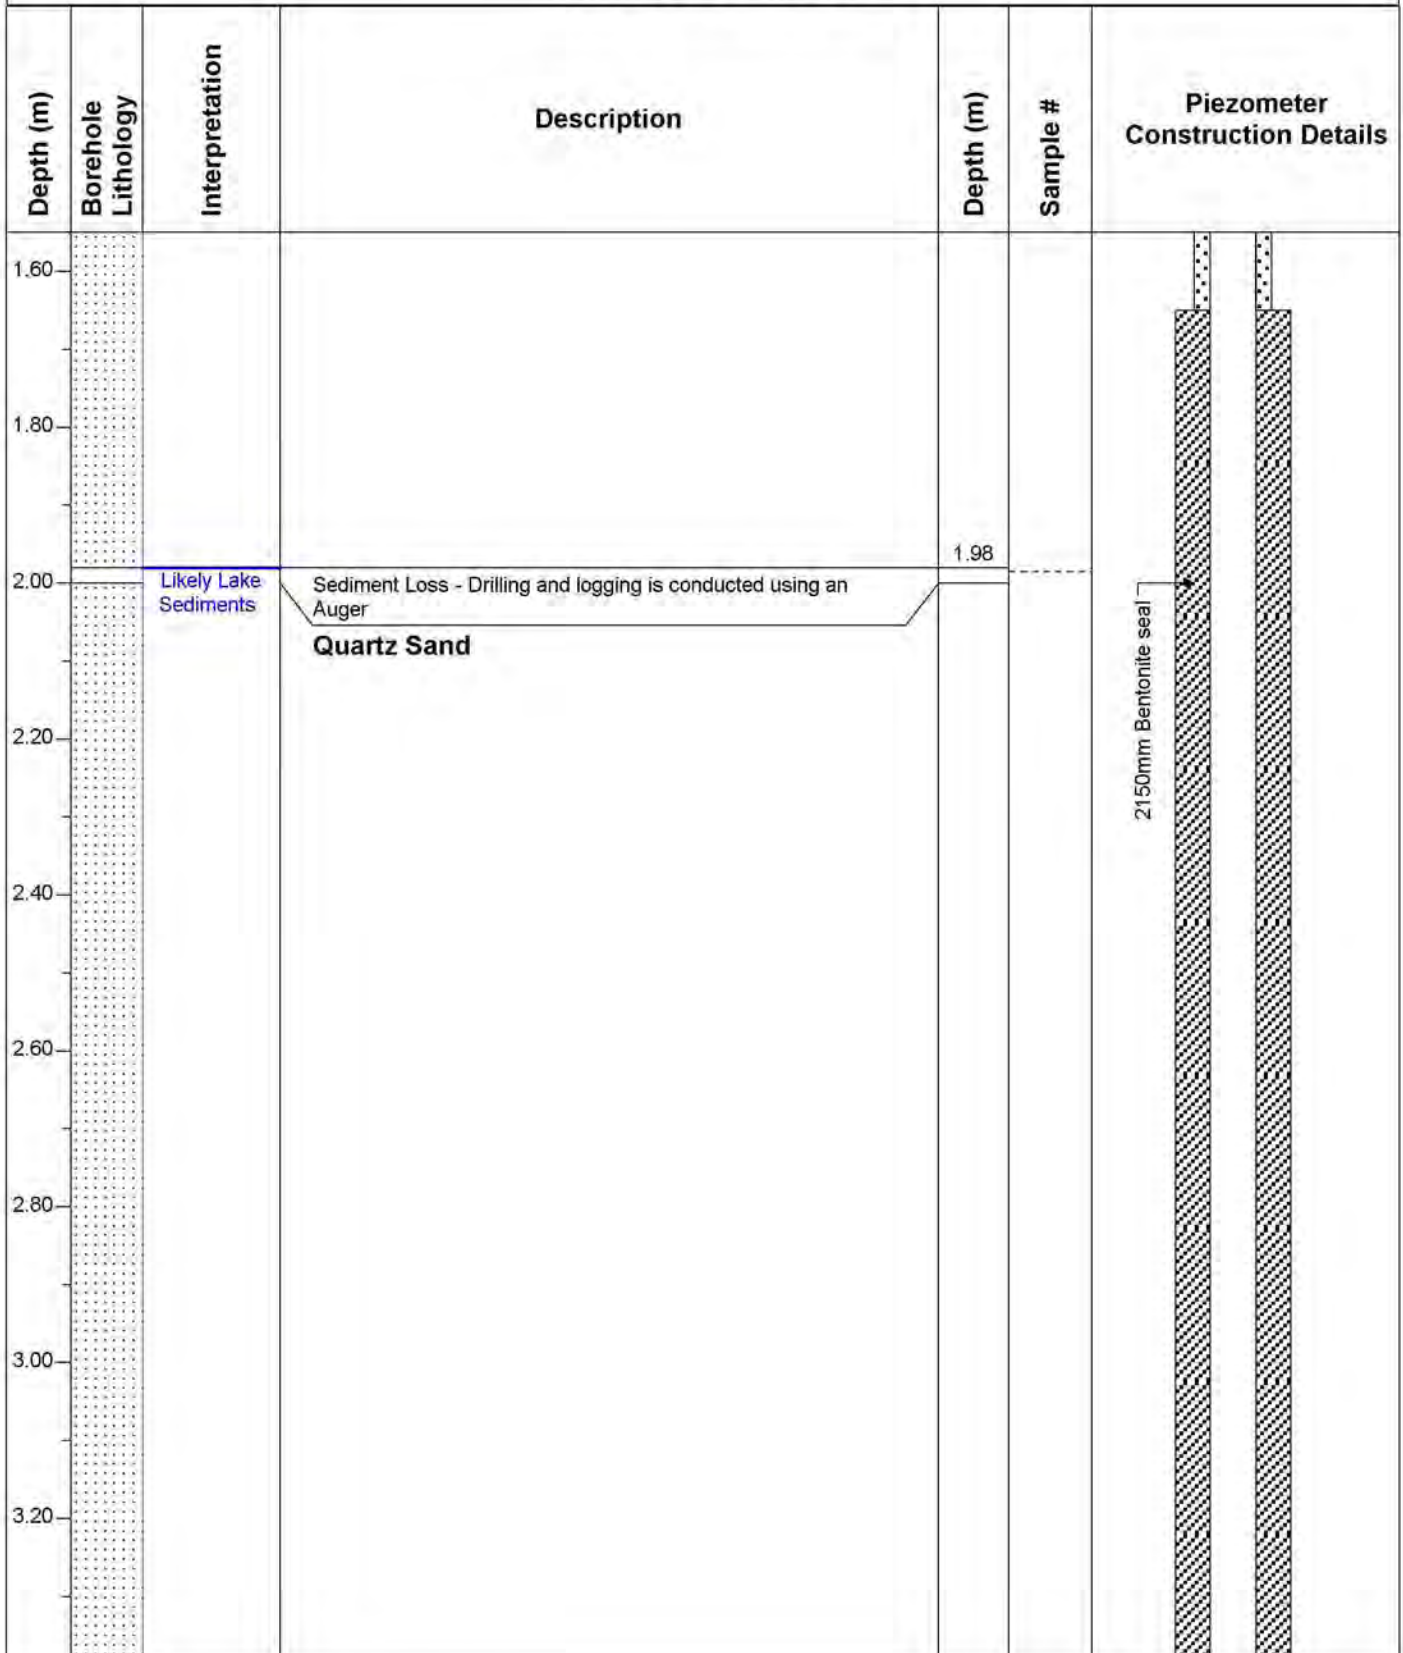 Depth (m)
Borehole
Lithology
Interpretation
Description
Depth (m)
Sample #
Piezometer
Construction Details
1.60
1.80
1.98
2.00
Likely Lake
Sediments
Sediment Loss - Drilling and logging is conducted using an
Auger
Quartz Sand
2150mm Bentonite seal
2.20
2.40
2.60
2.80
3.00
3.20